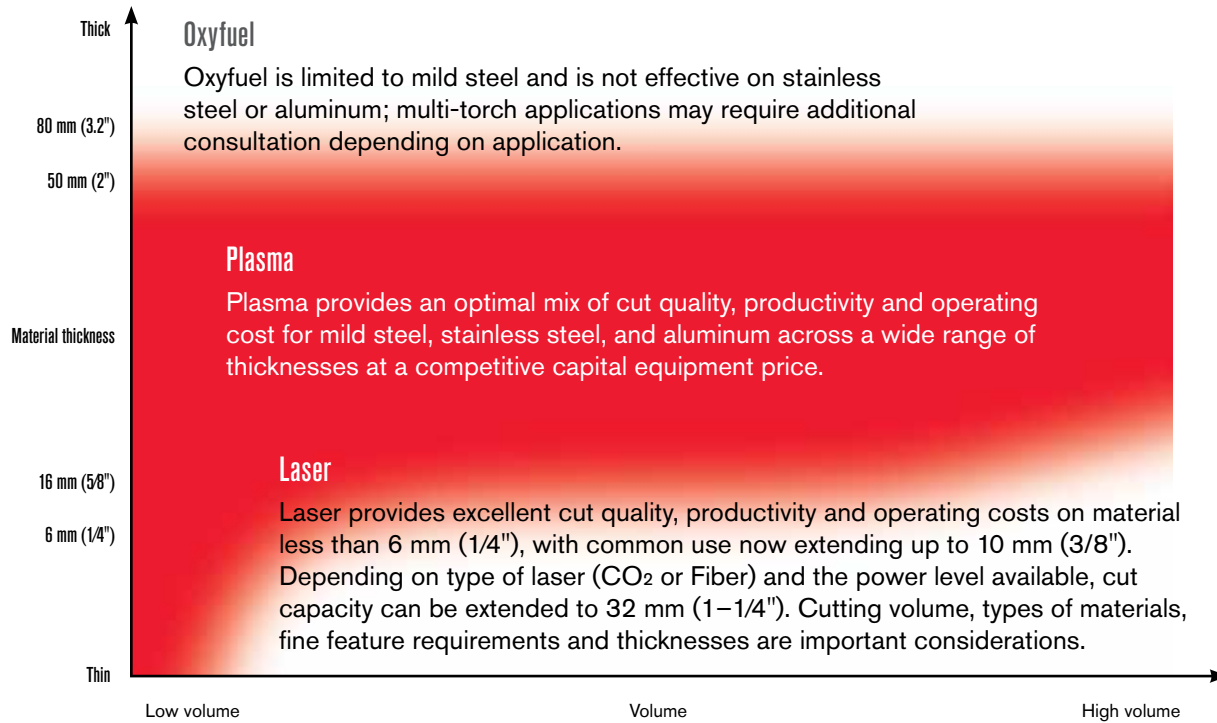 Thick
Oxyfuel
Oxyfuel is limited to mild steel and is not effective on stainless
steel or aluminum; multi-torch applications may require additional
consultation depending on application.
80 mm (3.2")
50 mm (2")
Plasma
Plasma provides an optimal mix of cut quality, productivity and operating
cost for mild steel, stainless steel, and aluminum across a wide range of
thicknesses at a competitive capital equipment price.
Material thickness
Laser
16 mm (5/8")
6 mm (1/4")
Laser provides excellent cut quality, productivity and operating costs on material
less than 6 mm (1/4"), with common use now extending up to 10 mm (3/8").
Depending on type of laser (CO₂ or Fiber) and the power level available, cut
capacity can be extended to 32 mm (1–1/4"). Cutting volume, types of materials,
fine feature requirements and thicknesses are important considerations.
Thin
Low volume
Volume
High volume